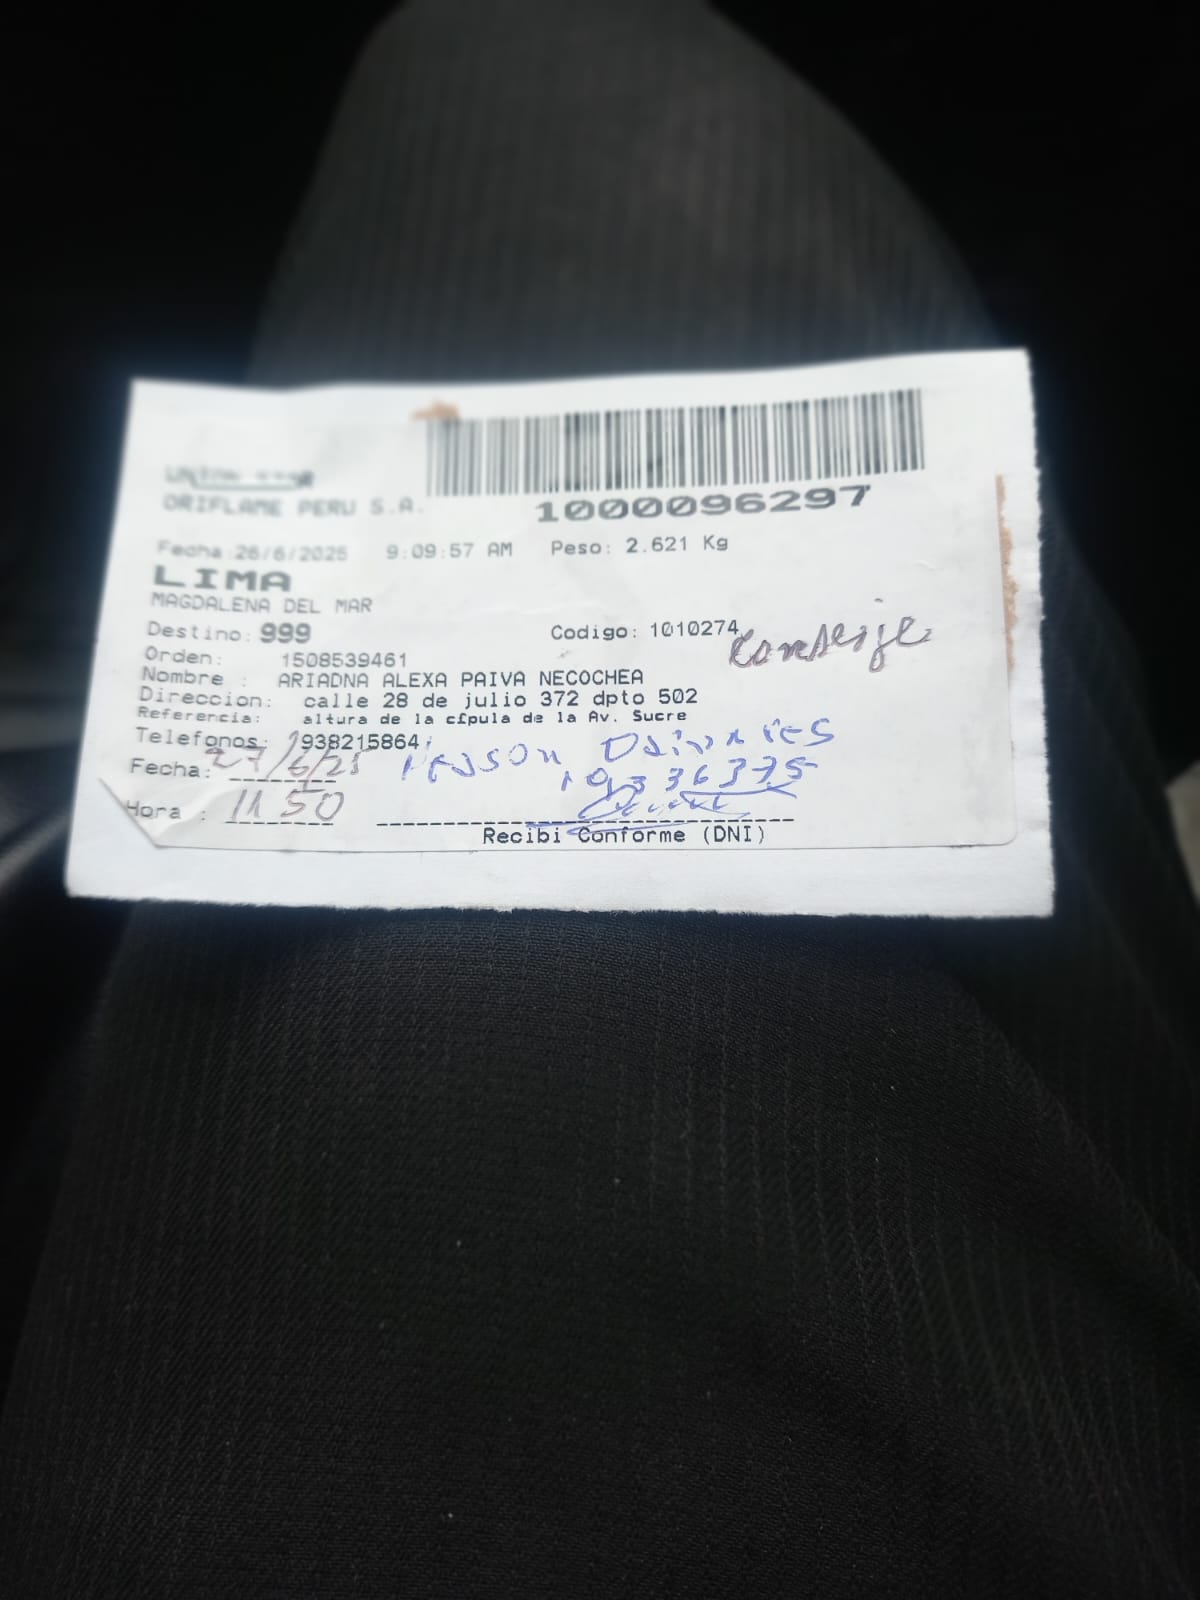 ORIFLAME PERU S.A.
1000096297
Fecha:26/6/2025 9:09:57 AM Peso: 2.621 Kg
LIMA
MAGDALENA DEL MAR
Destino: 999 Codigo: 1010274
Conserje
Orden: 1508539461
Nombre : ARIADNA ALEXA PAIVA NECOCHEA
Direccion: calle 28 de julio 372 dpto 502
Referencia: altura de la cfpula de la Av. Sucre
Telefonos: 938215864
Fecha: 27/6/25
Hora : 11 50
Recibi Conforme (DNI)